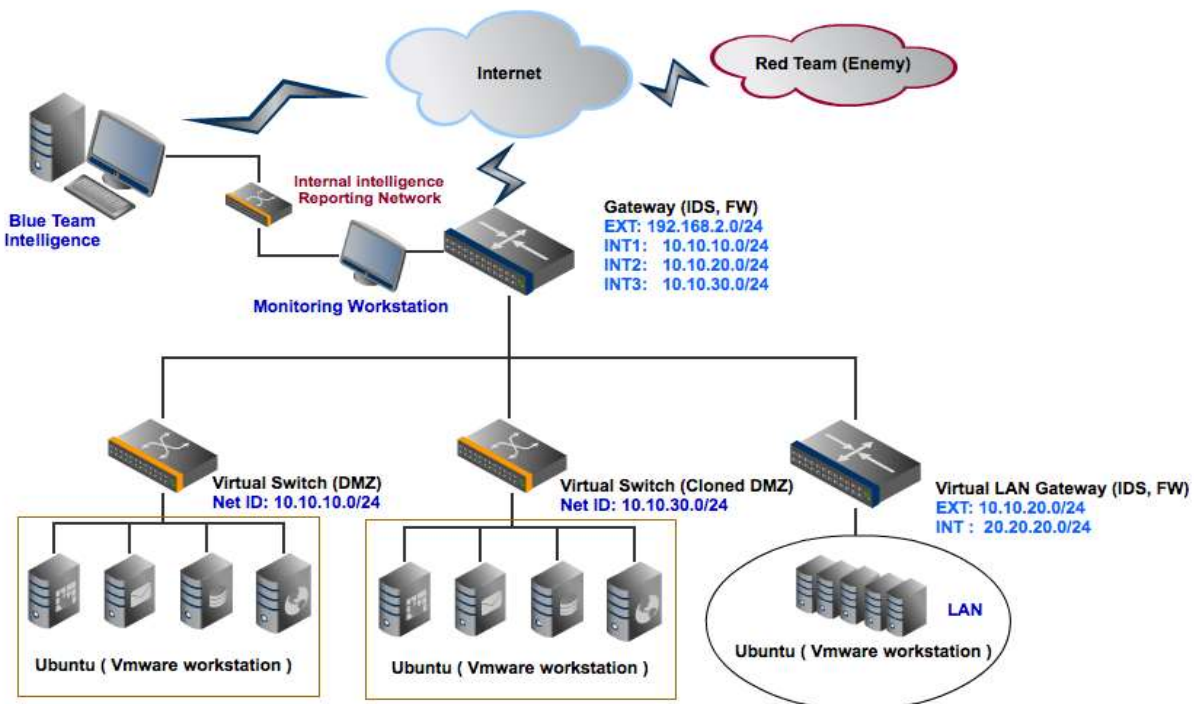 Internet
Red Team (Enemy)
Internal intelligence
Reporting Network
Blue Team
Intelligence
Monitoring Workstation
Gateway (IDS, FW)
EXT: 192.168.2.0/24
INT1: 10.10.10.0/24
INT2: 10.10.20.0/24
INT3: 10.10.30.0/24
Virtual Switch (DMZ)
Net ID: 10.10.10.0/24
Virtual Switch (Cloned DMZ)
Net ID: 10.10.30.0/24
Virtual LAN Gateway (IDS, FW)
EXT: 10.10.20.0/24
INT : 20.20.20.0/24
Ubuntu ( Vmware workstation )
Ubuntu ( Vmware workstation )
LAN
Ubuntu ( Vmware workstation )